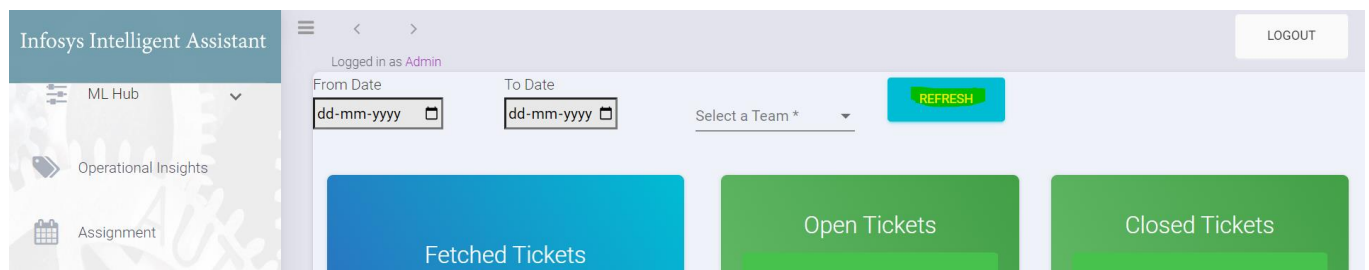 Infosys Intelligent Assistant
LOGOUT
Logged in as Admin
ML Hub
From Date
To Date
dd-mm-yyyy
dd-mm-yyyy
Select a Team *
REFRESH
Operational Insights
Assignment
Fetched Tickets
Open Tickets
Closed Tickets